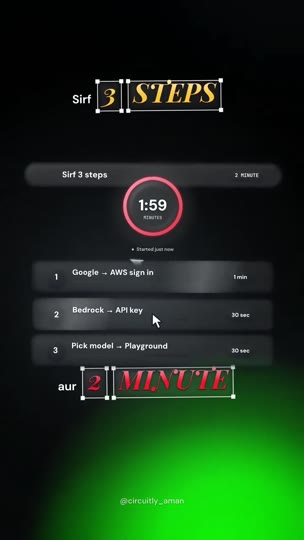 Sirf 3 STEPS
Sirf 3 steps 2 MINUTE
1:59
MINUTES
Started just now
1 Google → AWS sign in 1 min
2 Bedrock → API key 30 sec
3 Pick model → Playground 30 sec
aur 2 MINUTE
@circuitly_aman